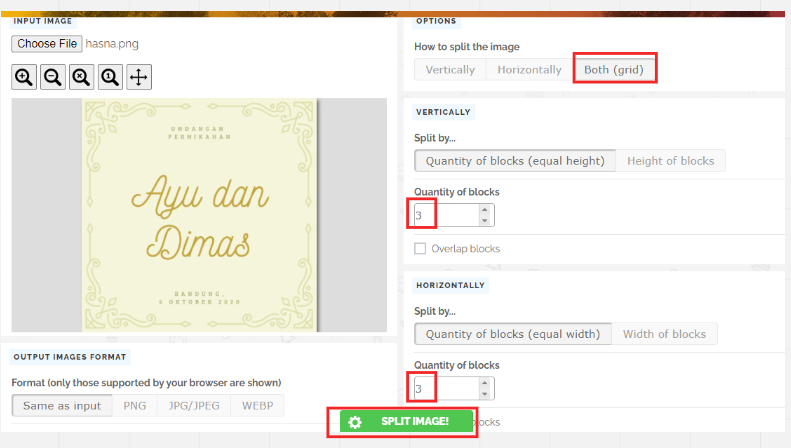 INPUT IMAGE
Choose File hasna.png
UNDANGAN
PERNIKAHAN
Ayu dan
Dimas
BANDUNG,
6 OKTOBER 2020
OUTPUT IMAGES FORMAT
Format (only those supported by your browser are shown)
Same as input PNG JPG/JPEG WEBP
OPTIONS
How to split the image
Vertically Horizontally Both (grid)
VERTICALLY
Split by...
Quantity of blocks (equal height) Height of blocks
Quantity of blocks
3
Overlap blocks
HORIZONTALLY
Split by...
Quantity of blocks (equal width) Width of blocks
Quantity of blocks
3
blocks
SPLIT IMAGE!